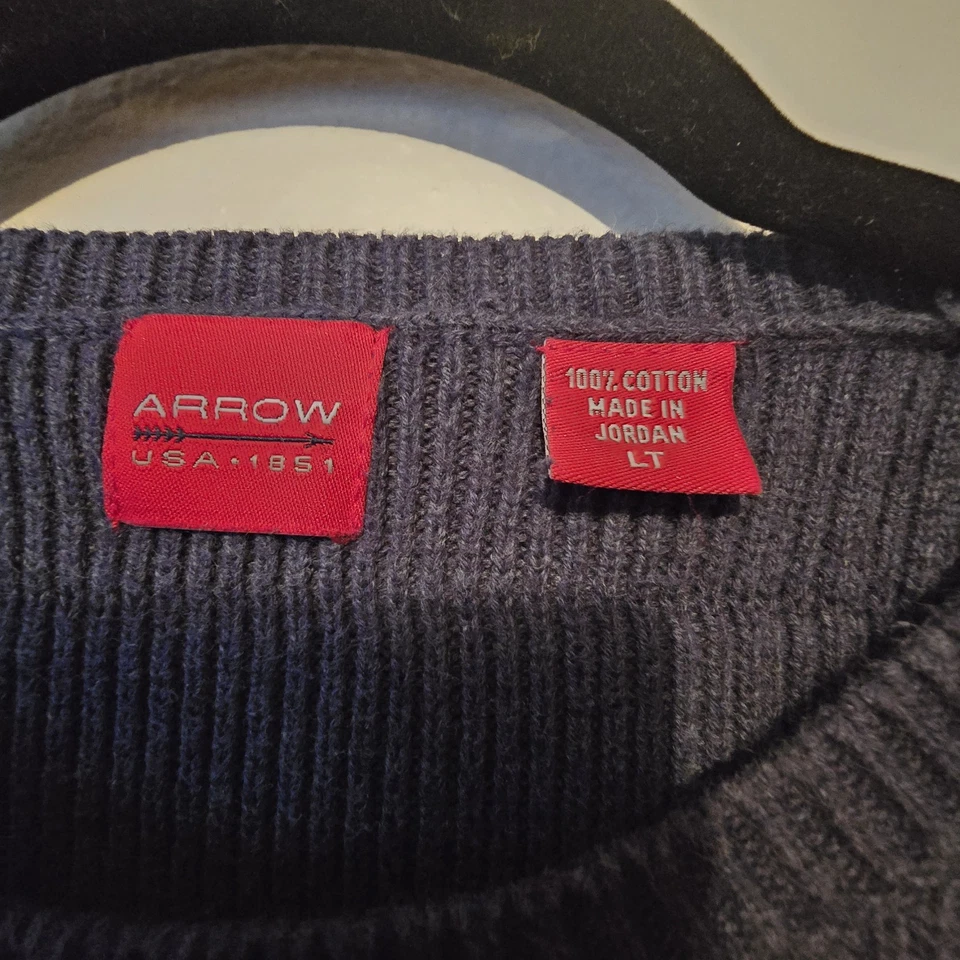 ARROW
USA • 1851
100% COTTON
MADE IN
JORDAN
LT